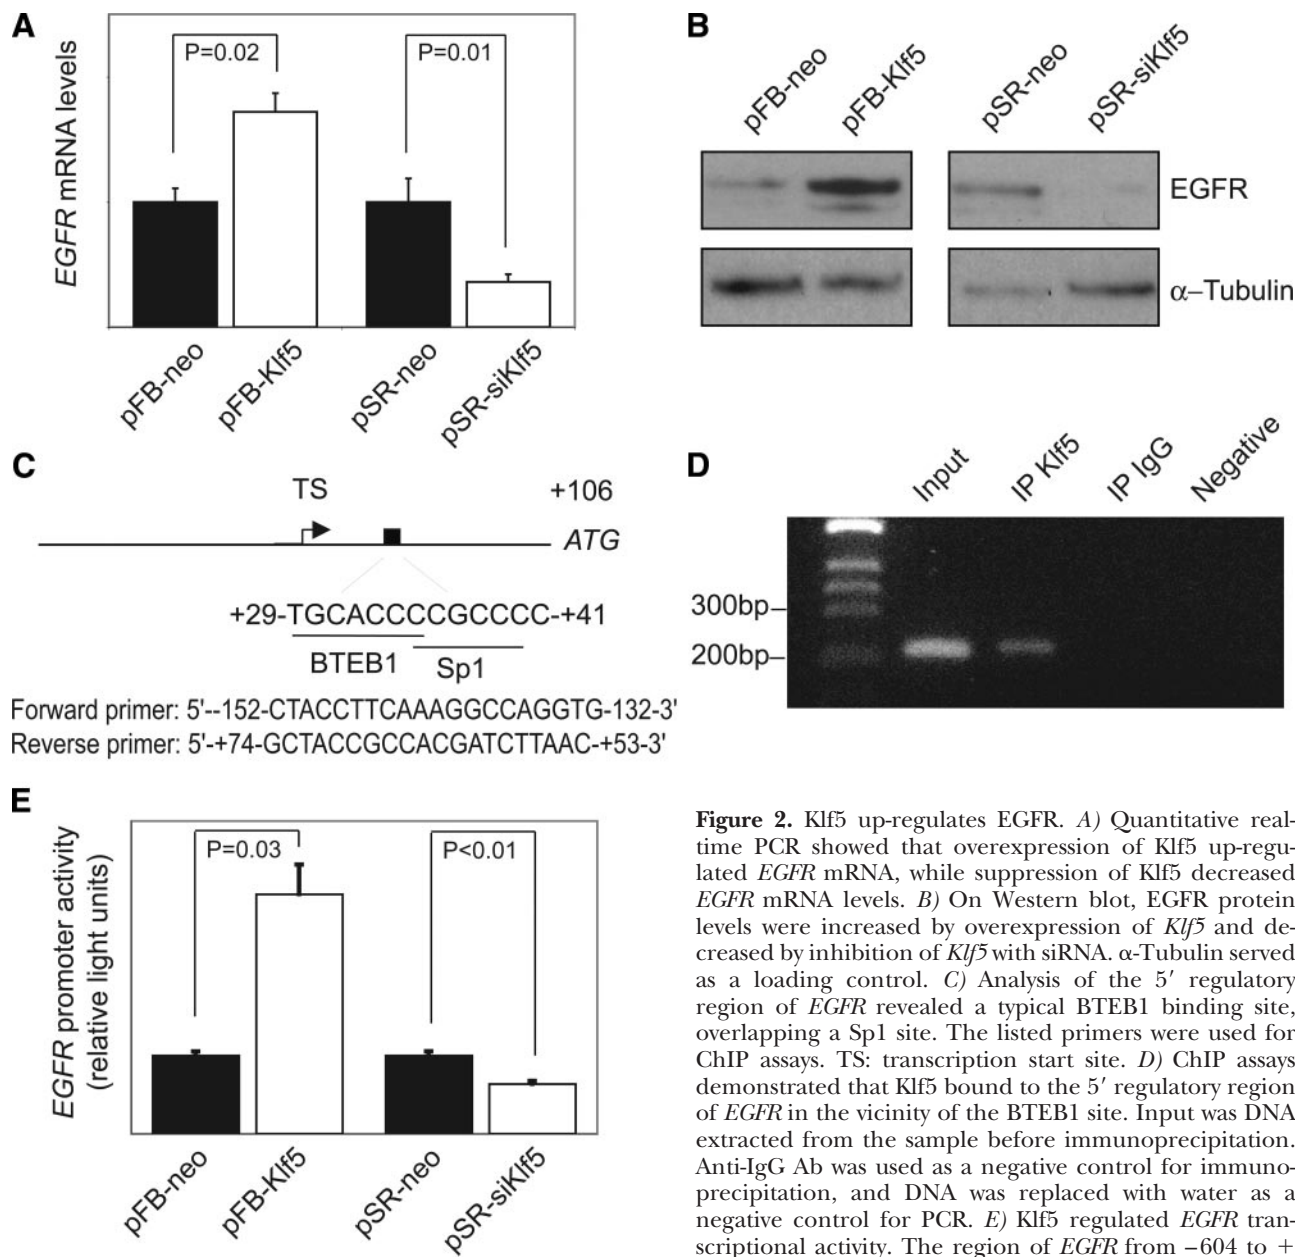 A
EGFR mRNA levels
P=0.02
P=0.01
pFB-neo
pFB-Klf5
pSR-neo
pSR-siKlf5
B
pFB-neo
pFB-Klf5
pSR-neo
pSR-siKlf5
EGFR
α–Tubulin
C
TS
+106
ATG
+29-TGCACCCCGCCCC-+41
BTEB1
Sp1
Forward primer: 5'--152-CTACCTTCAAAGGCCAGGTG-132-3'
Reverse primer: 5'-+74-GCTACCGCCACGATCTTAAC-+53-3'
D
Input
IP Klf5
IP IgG
Negative
300bp
200bp
E
EGFR promoter activity
(relative light units)
P=0.03
P<0.01
pFB-neo
pFB-Klf5
pSR-neo
pSR-siKlf5
Figure 2. Klf5 up-regulates EGFR. A) Quantitative real-
time PCR showed that overexpression of Klf5 up-regu-
lated EGFR mRNA, while suppression of Klf5 decreased
EGFR mRNA levels. B) On Western blot, EGFR protein
levels were increased by overexpression of Klf5 and de-
creased by inhibition of Klf5 with siRNA. α-Tubulin served
as a loading control. C) Analysis of the 5′ regulatory
region of EGFR revealed a typical BTEB1 binding site,
overlapping a Sp1 site. The listed primers were used for
ChIP assays. TS: transcription start site. D) ChIP assays
demonstrated that Klf5 bound to the 5′ regulatory region
of EGFR in the vicinity of the BTEB1 site. Input was DNA
extracted from the sample before immunoprecipitation.
Anti-IgG Ab was used as a negative control for immuno-
precipitation, and DNA was replaced with water as a
negative control for PCR. E) Klf5 regulated EGFR tran-
scriptional activity. The region of EGFR from −604 to +